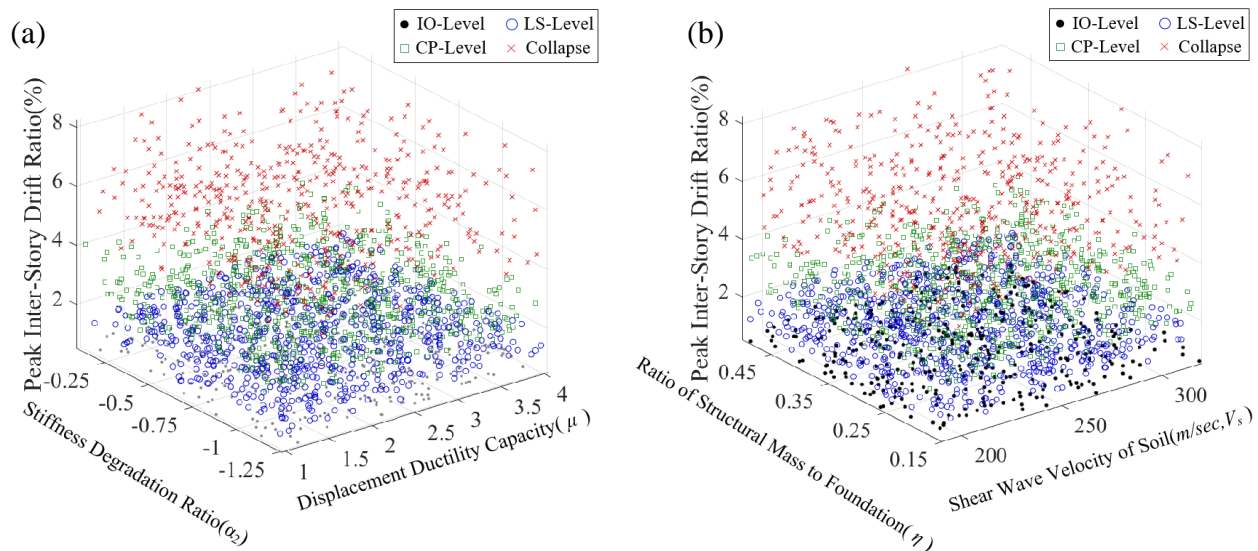 (a)
IO-Level LS-Level
CP-Level Collapse
Peak Inter-Story Drift Ratio(%)
8
6
4
2
-0.25
-0.5
-0.75
-1
-1.25
Stiffness Degradation Ratio(α2)
1
1.5
2
2.5
3
3.5
4
Displacement Ductility Capacity( μ )
(b)
IO-Level LS-Level
CP-Level Collapse
Peak Inter-Story Drift Ratio(%)
8
6
4
2
0.45
0.35
0.25
0.15
Ratio of Structural Mass to Foundation( η )
200
250
300
Shear Wave Velocity of Soil(m/sec,Vs)